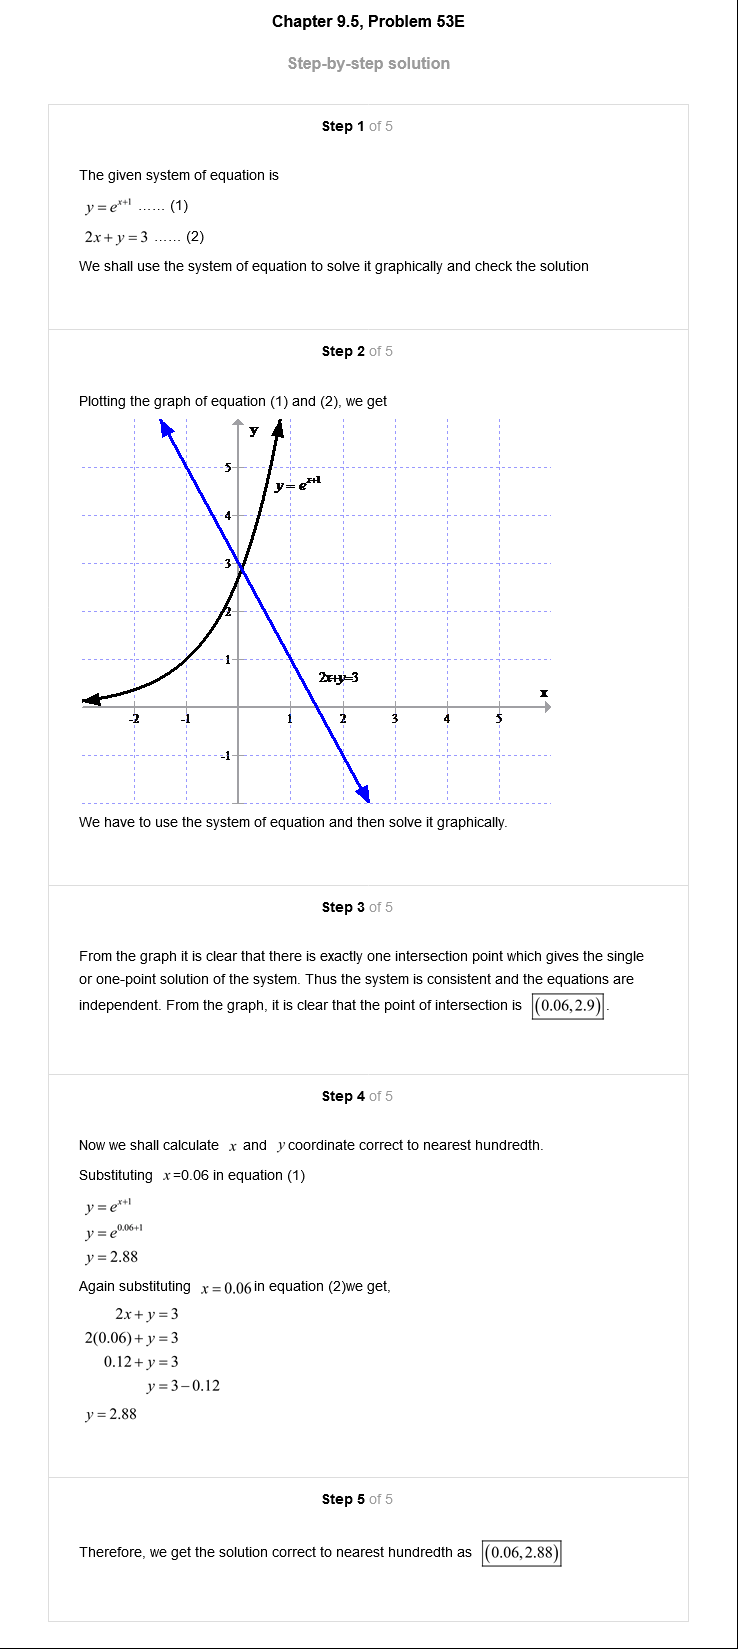 Chapter 9.5, Problem 53E
Step-by-step solution
Step 1 of 5
The given system of equation is
y = e^{x+1} ...... (1)
2x + y = 3 ...... (2)
We shall use the system of equation to solve it graphically and check the solution
Step 2 of 5
Plotting the graph of equation (1) and (2), we get
y
5
y = e^{x+1}
4
3
2
1
2x+y=3
x
-2 -1 1 2 3 4 5
-1
We have to use the system of equation and then solve it graphically.
Step 3 of 5
From the graph it is clear that there is exactly one intersection point which gives the single
or one-point solution of the system. Thus the system is consistent and the equations are
independent. From the graph, it is clear that the point of intersection is (0.06, 2.9).
Step 4 of 5
Now we shall calculate x and y coordinate correct to nearest hundredth.
Substituting x=0.06 in equation (1)
y = e^{x+1}
y = e^{0.06+1}
y = 2.88
Again substituting x = 0.06 in equation (2)we get,
2x + y = 3
2(0.06) + y = 3
0.12 + y = 3
y = 3 − 0.12
y = 2.88
Step 5 of 5
Therefore, we get the solution correct to nearest hundredth as (0.06, 2.88)